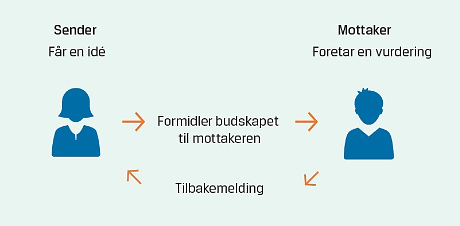 Sender
Får en idé
Mottaker
Foretar en vurdering
Formidler budskapet
til mottakeren
Tilbakemelding